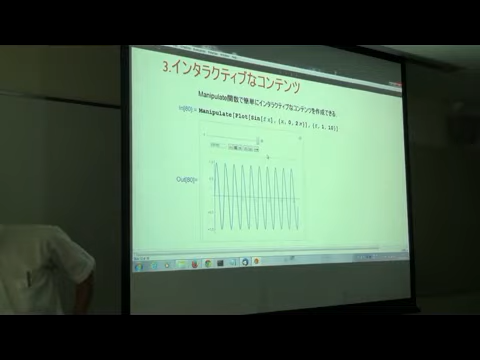 3.インタラクティブなコンテンツ
Manipulate関数で簡単にインタラクティブなコンテンツを作成できる
In[80]:= Manipulate[Plot[Sin[f x], {x, 0, 2 π}], {f, 1, 10}]
Out[80]=